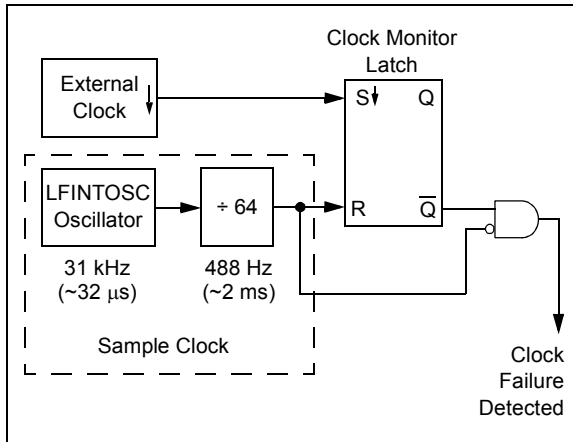 Clock Monitor
Latch
External
Clock
S
Q
LFINTOSC
Oscillator
÷ 64
R
Q̅
31 kHz
(~32 μs)
488 Hz
(~2 ms)
Sample Clock
Clock
Failure
Detected